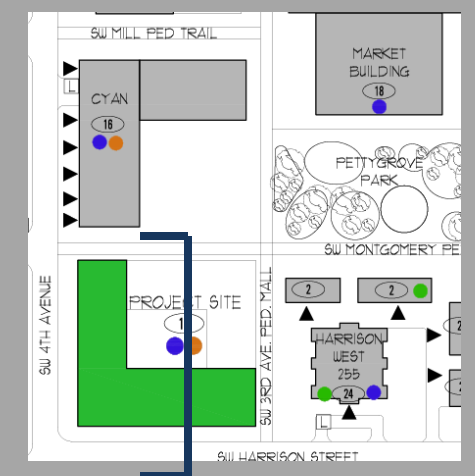 SW MILL PED TRAIL
MARKET
BUILDING
18
L
CYAN
16
PETTYGROVE
PARK
SW MONTGOMERY PE
SW 4TH AVENUE
PROJECT SITE
SW 3RD AVE. PED. MALL
2
2
HARRISON
WEST
255
24
L
SW HARRISON STREET